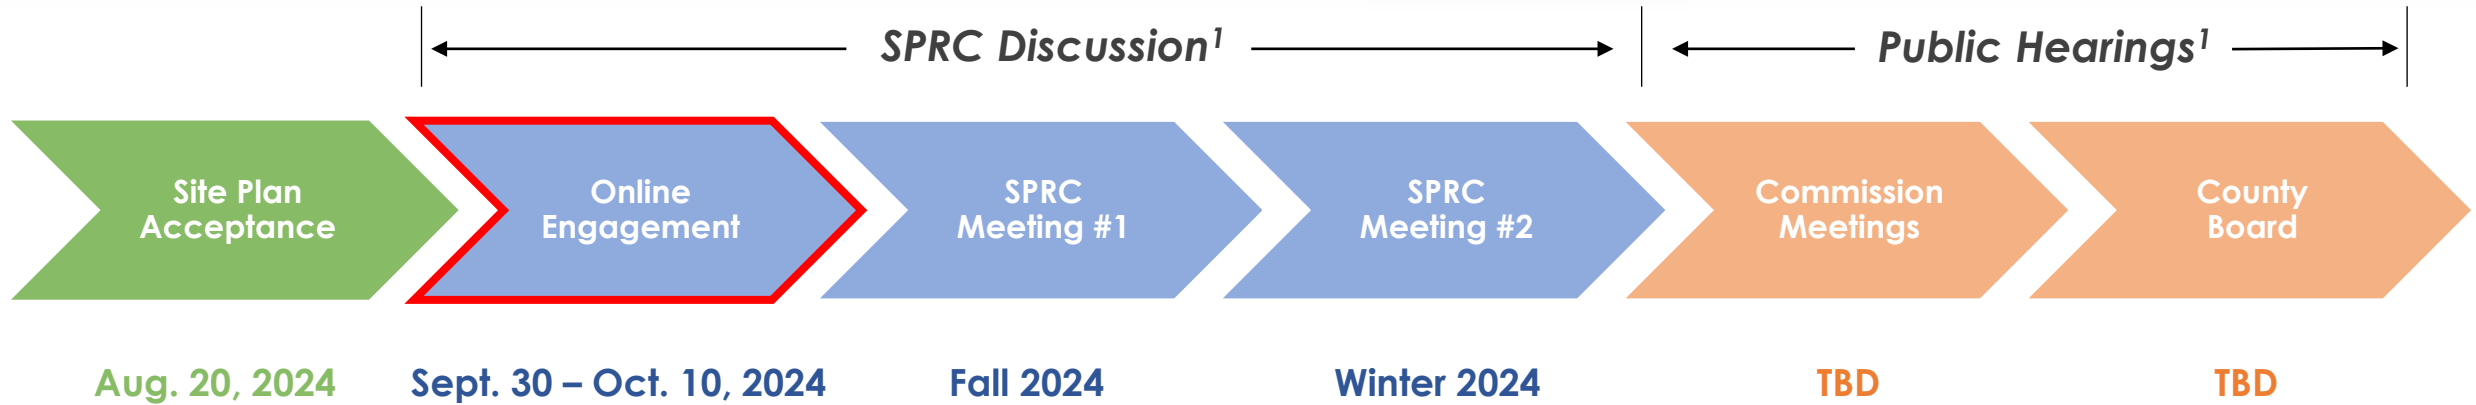 SPRC Discussion¹
Public Hearings¹
Site Plan
Acceptance
Online
Engagement
SPRC
Meeting #1
SPRC
Meeting #2
Commission
Meetings
County
Board
Aug. 20, 2024
Sept. 30 – Oct. 10, 2024
Fall 2024
Winter 2024
TBD
TBD